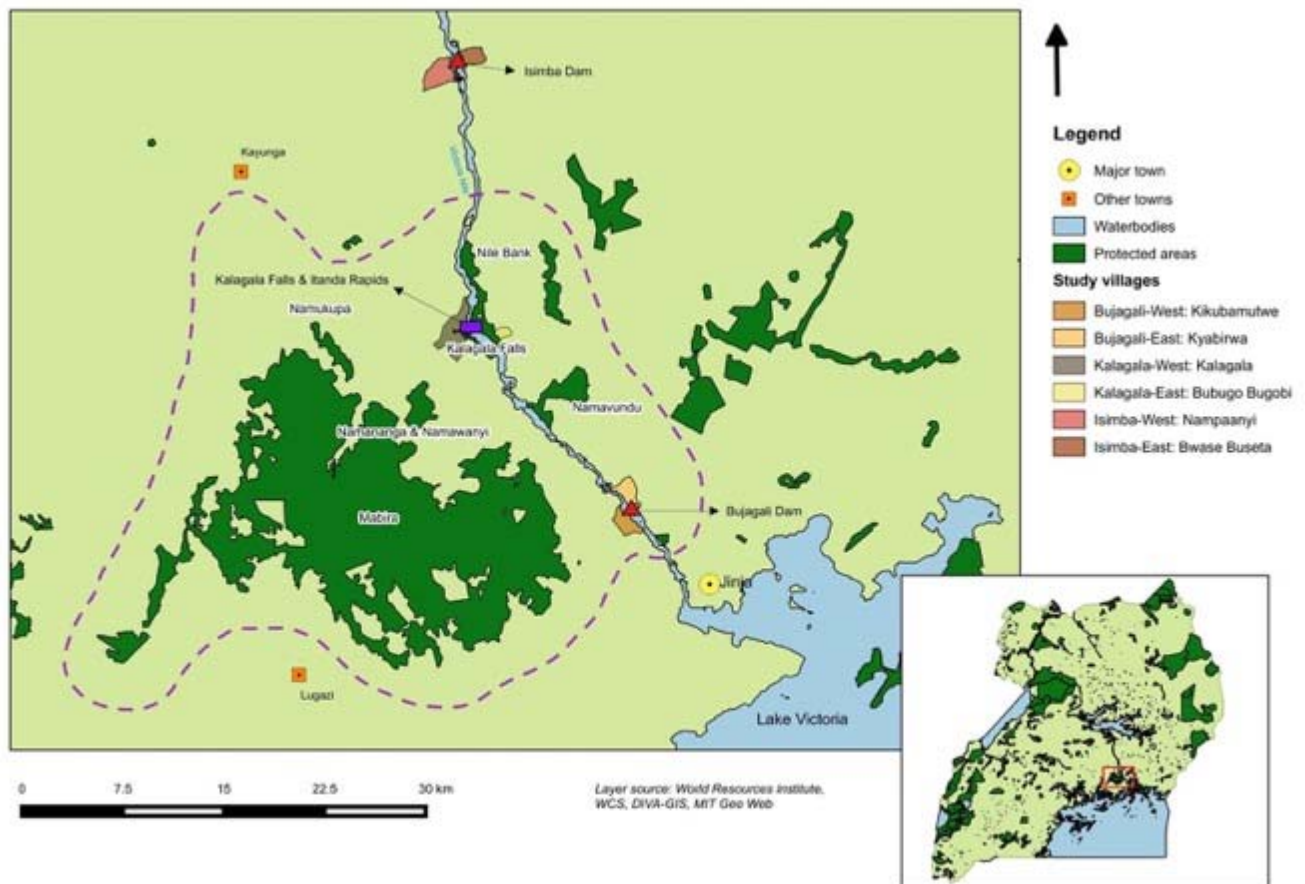 Isimba Dam
Kayunga
Victoria Nile
Nile Bank
Kalagala Falls & Itanda Rapids
Namukupa
Kalagala Falls
Namavundu
Namananga & Namawanyi
Mabira
Bujagali Dam
Jinja
Lugazi
Lake Victoria
Legend
Major town
Other towns
Waterbodies
Protected areas
Study villages
Bujagali-West: Kikubamutwe
Bujagali-East: Kyabirwa
Kalagala-West: Kalagala
Kalagala-East: Bubugo Bugobi
Isimba-West: Nampaanyi
Isimba-East: Bwase Buseta
0 7.5 15 22.5 30 km
Layer source: World Resources Institute,
WCS, DIVA-GIS, MIT Geo Web